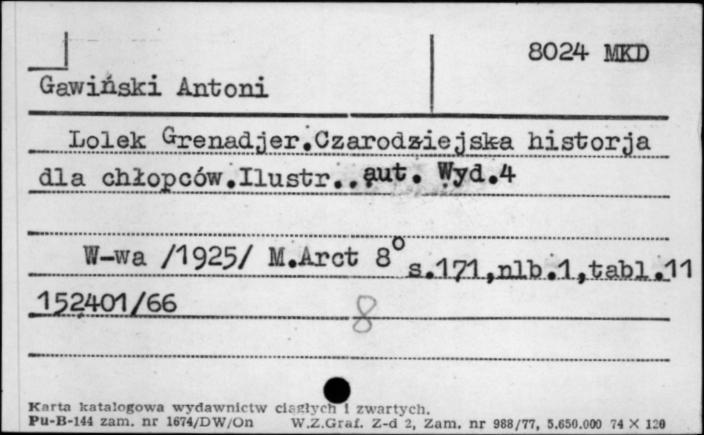 8024 MKD
Gawiński Antoni
Lolek Grenadjer.Czarodziejska historja
dla chłopców.Ilustr..aut. Wyd.4
W-wa /1925/ M.Arct 8° s.171,nlb.1,tabl.11
152401/66
8
Karta katalogowa wydawnictw ciągłych i zwartych.
Pu-B-144 zam. nr 1674/DW/On W.Z.Graf. Z-d 2, Zam. nr 988/77, 5.650.000 74 X 120